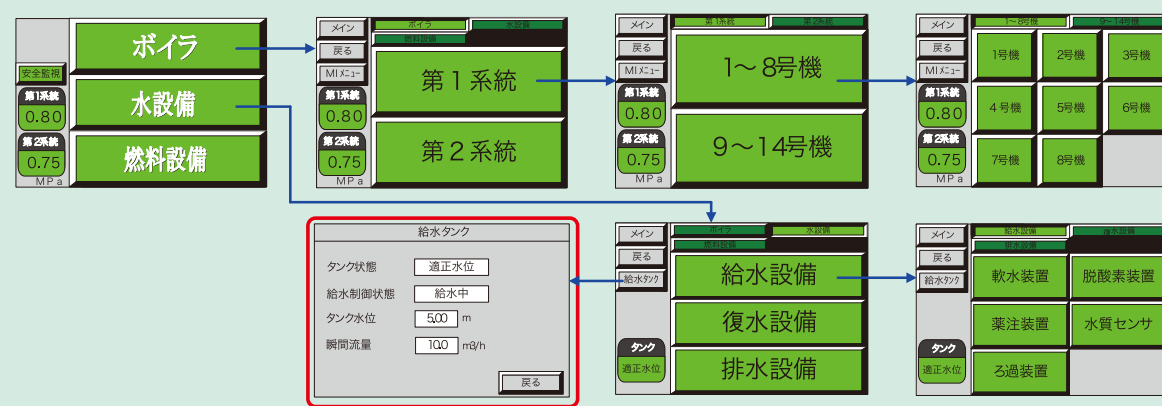 ボイラ
安全監視
第1系統
0.80
水設備
第2系統
0.75
燃料設備
MPa
メイン
ボイラ
水設備
燃料設備
戻る
MIメニュー
第1系統
第1系統
0.80
第2系統
第2系統
0.75
MPa
メイン
第1系統
第2系統
戻る
MIメニュー
1～8号機
第1系統
0.80
第2系統
9～14号機
0.75
MPa
メイン
1～8号機
9～14号機
戻る
1号機
2号機
3号機
MIメニュー
第1系統
0.80
4号機
5号機
6号機
第2系統
0.75
7号機
8号機
MPa
給水タンク
タンク状態
適正水位
給水制御状態
給水中
タンク水位
5.00
m
瞬間流量
10.0
m3/h
戻る
メイン
ボイラ
水設備
燃料設備
戻る
給水タンク
給水設備
復水設備
タンク
適正水位
排水設備
メイン
給水設備
復水設備
排水設備
戻る
給水タンク
軟水装置
脱酸素装置
薬注装置
水質センサ
タンク
適正水位
ろ過装置